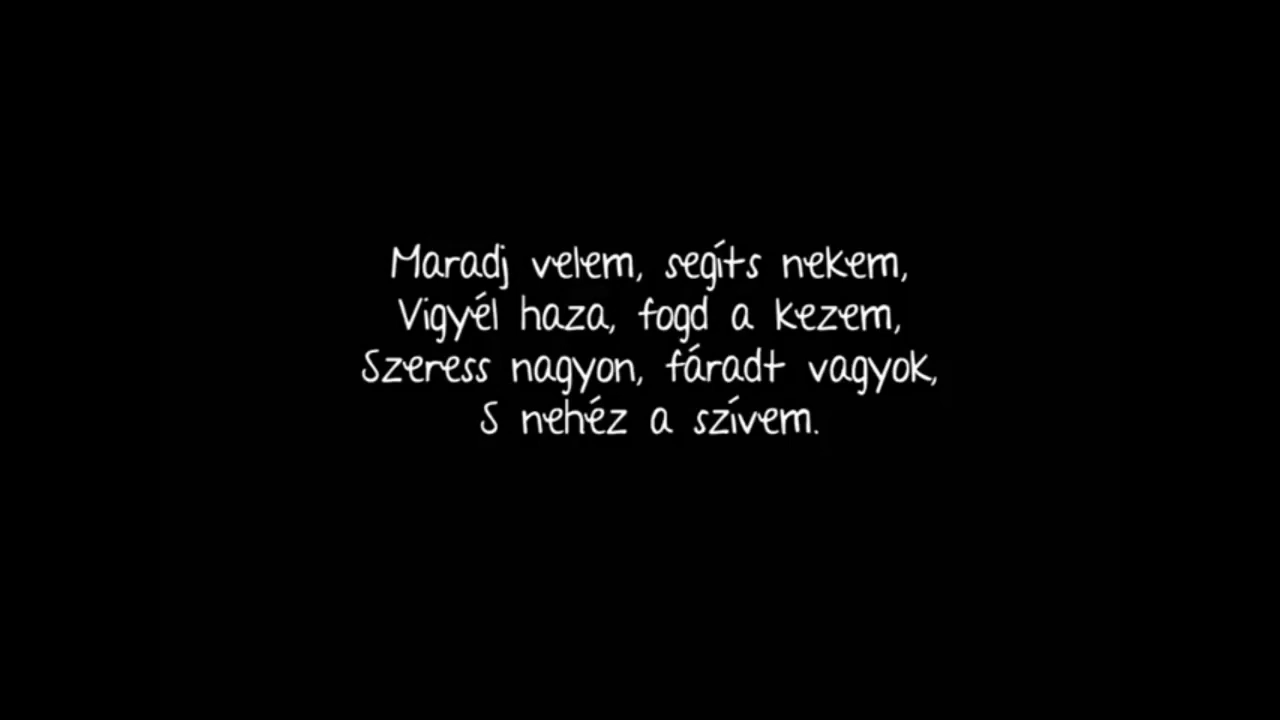 Maradj velem, segíts nekem,
Vigyél haza, fogd a kezem,
Szeress nagyon, fáradt vagyok,
S nehéz a szívem.